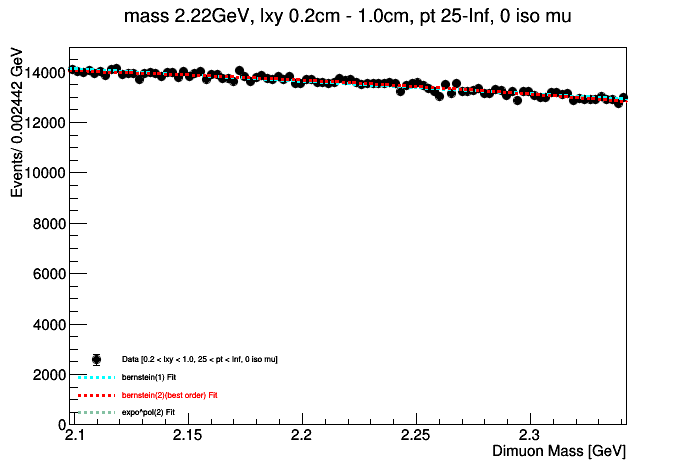 mass 2.22GeV, lxy 0.2cm - 1.0cm, pt 25-Inf, 0 iso mu
Events/ 0.002442 GeV
14000
12000
10000
8000
6000
4000
2000
0
Data [0.2 < lxy < 1.0, 25 < pt < Inf, 0 iso mu]
bernstein(1) Fit
bernstein(2)(best order) Fit
expo^pol(2) Fit
2.1 2.15 2.2 2.25 2.3
Dimuon Mass [GeV]